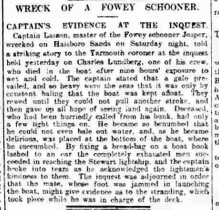 WRECK OF A FOWEY SCHOONER.
CAPTAIN'S EVIDENCE AT THE INQUEST.
Captain Lasson, master of the Fowey schooner Jasper,
wrecked on Hasboro Sands on Saturday night, told
a striking story to the Yarmouth coroner at the inquest
held yesterday on Charles Lundberg, one of his crew,
who died in the boat after nine hours' exposure to
wet and cold. The captain stated that a gale pre-
vailed, and so heavy were the seas that it was only by
constant baling that the boat was kept afloat. They
rowed until they could not pull another stroke, and
then gave up all hope of seeing land again. Deceased,
who had been hurriedly called from his bunk, had only
a few light things on. He became so benumbed that
he could not even bale out water, and, as he became
delirious, was placed at the bottom of the boat, where
he succumbed. By fixing a bread-bag on a boat hook
lashed to an oar the completely exhausted men suc-
ceeded in reaching the Stewart lightship, and the captain
broke into tears as he acknowledged the lightsmen's
kindness to them. The inquest was adjourned in order
that the mate, whose foot was jammed in launching
the boat, might give evidence as to the stranding, which
took place while he was in charge of the deck.